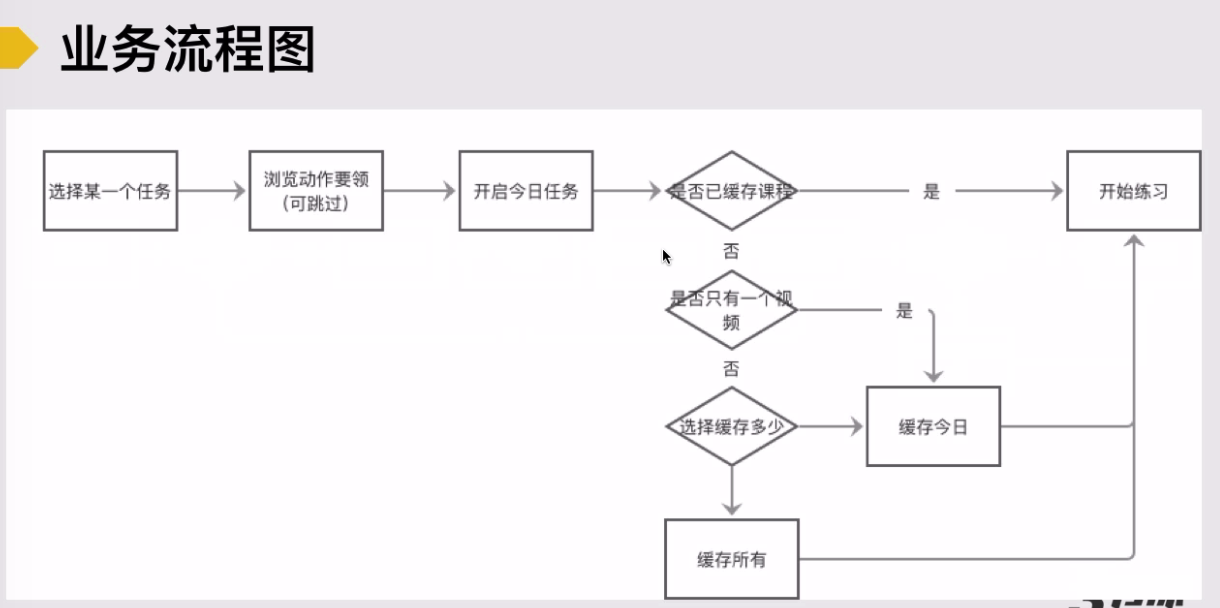 业务流程图
选择某一个任务
浏览动作要领
(可跳过)
开启今日任务
是否已缓存课程
是
开始练习
否
是否只有一个视
频
是
否
选择缓存多少
缓存今日
缓存所有